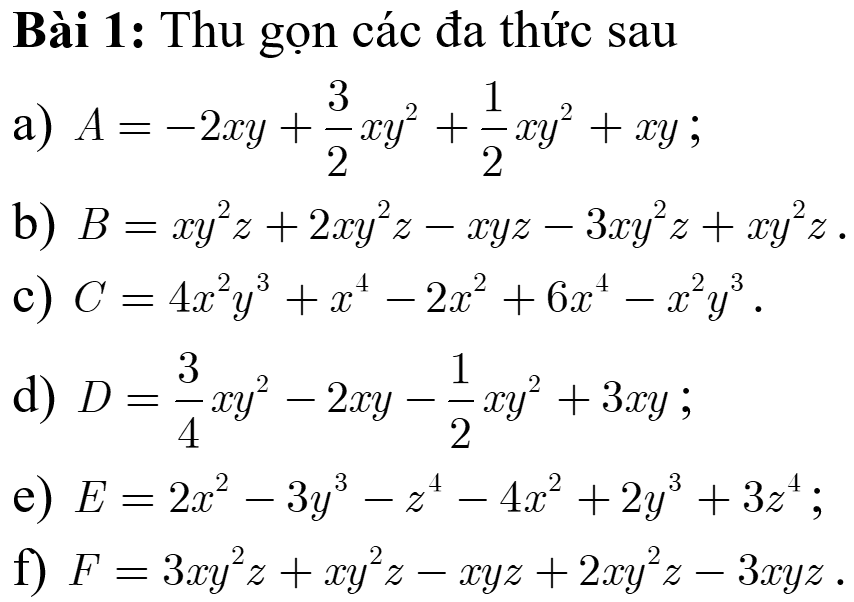 Bài 1: Thu gọn các đa thức sau
a) A = −2xy + 3/2 xy² + 1/2 xy² + xy ;
b) B = xy²z + 2xy²z − xyz − 3xy²z + xy²z .
c) C = 4x²y³ + x⁴ − 2x² + 6x⁴ − x²y³ .
d) D = 3/4 xy² − 2xy − 1/2 xy² + 3xy ;
e) E = 2x² − 3y³ − z⁴ − 4x² + 2y³ + 3z⁴ ;
f) F = 3xy²z + xy²z − xyz + 2xy²z − 3xyz .